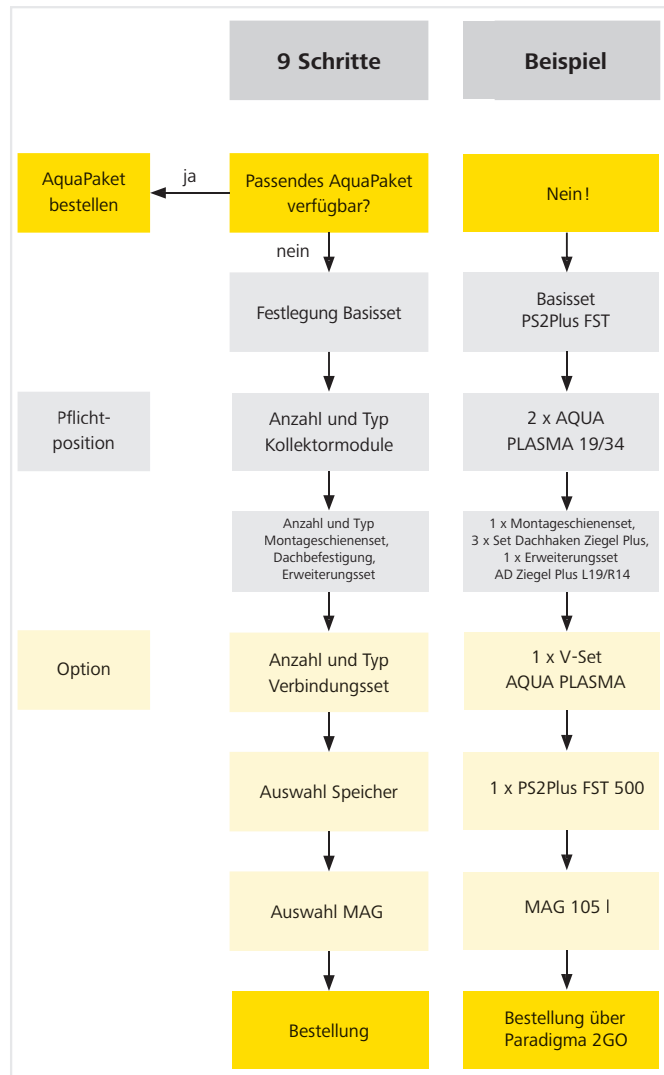 9 Schritte
Beispiel
AquaPaket
bestellen
ja
Passendes AquaPaket
verfügbar?
Nein !
nein
Festlegung Basisset
Basisset
PS2Plus FST
Pflicht-
position
Anzahl und Typ
Kollektormodule
2 x AQUA
PLASMA 19/34
Anzahl und Typ
Montageschienenset,
Dachbefestigung,
Erweiterungsset
1 x Montageschienenset,
3 x Set Dachhaken Ziegel Plus,
1 x Erweiterungsset
AD Ziegel Plus L19/R14
Option
Anzahl und Typ
Verbindungsset
1 x V-Set
AQUA PLASMA
Auswahl Speicher
1 x PS2Plus FST 500
Auswahl MAG
MAG 105 l
Bestellung
Bestellung über
Paradigma 2GO